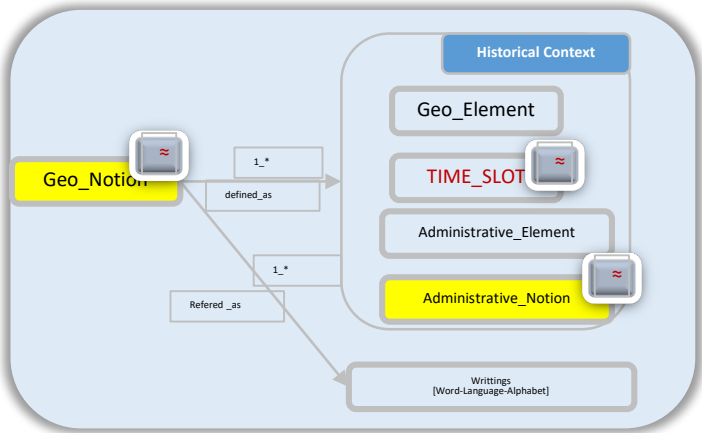 Historical Context
Geo_Element
≈
Geo_Notion
1_*
≈
TIME_SLOT
defined_as
Administrative_Element
1_*
≈
Administrative_Notion
Refered _as
Writtings
[Word-Language-Alphabet]